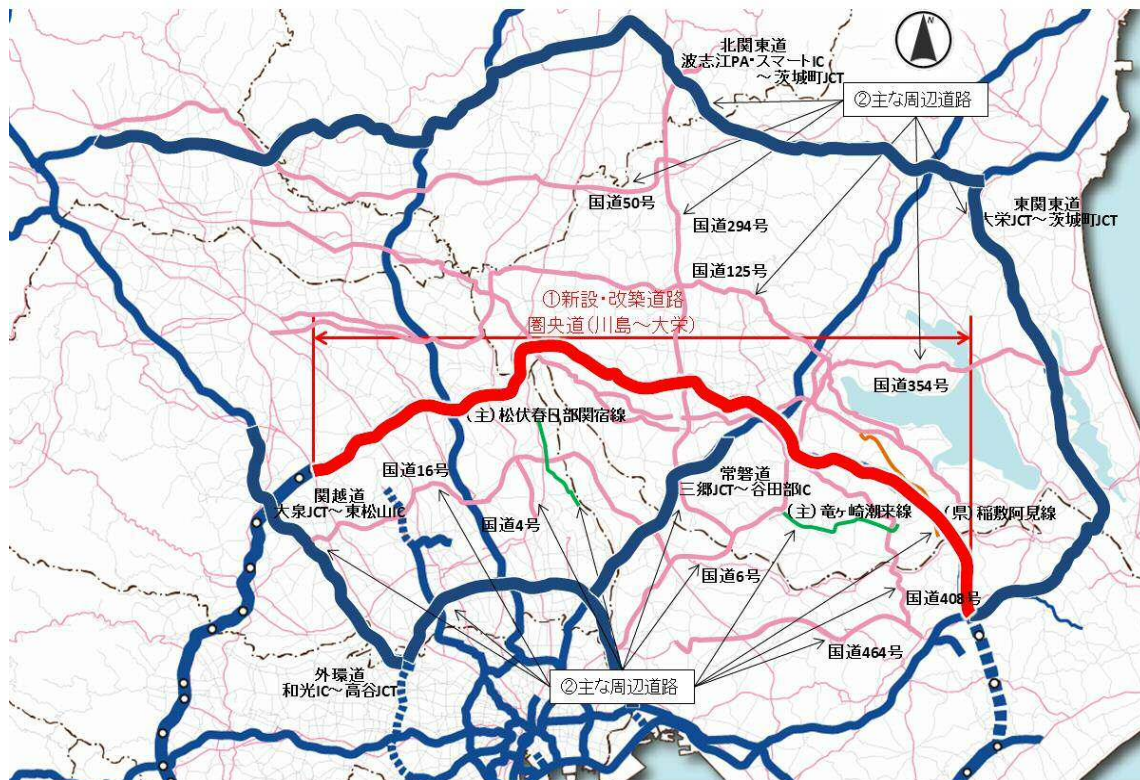 N
北関東道
波志江PA・スマートIC
～茨城町JCT
②主な周辺道路
国道50号
国道294号
東関東道
大栄JCT～茨城町JCT
国道125号
①新設・改築道路
圏央道(川島～大栄)
国道354号
(主)松伏春日部関宿線
国道16号
常磐道
三郷JCT～谷田部IC
関越道
大泉JCT～東松山IC
国道4号
(主)竜ヶ崎潮来線
(県)稲敷阿見線
国道6号
国道408号
国道464号
外環道
和光IC～高谷JCT
②主な周辺道路